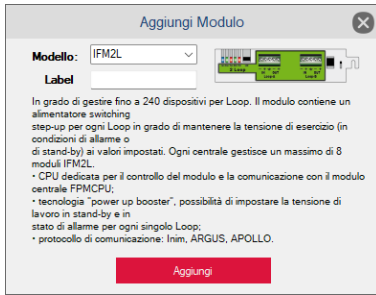 Aggiungi Modulo
Modello: IFM2L
Label
2 Loop
In grado di gestire fino a 240 dispositivi per Loop. Il modulo contiene un
alimentatore switching
step-up per ogni Loop in grado di mantenere la tensione di esercizio (in
condizioni di allarme o
di stand-by) ai valori impostati. Ogni centrale gestisce un massimo di 8
moduli IFM2L.
• CPU dedicata per il controllo del modulo e la comunicazione con il modulo
centrale FPMCPU;
• tecnologia "power up booster", possibilità di impostare la tensione di
lavoro in stand-by e in
stato di allarme per ogni singolo Loop;
• protocollo di comunicazione: Inim, ARGUS, APOLLO.
Aggiungi